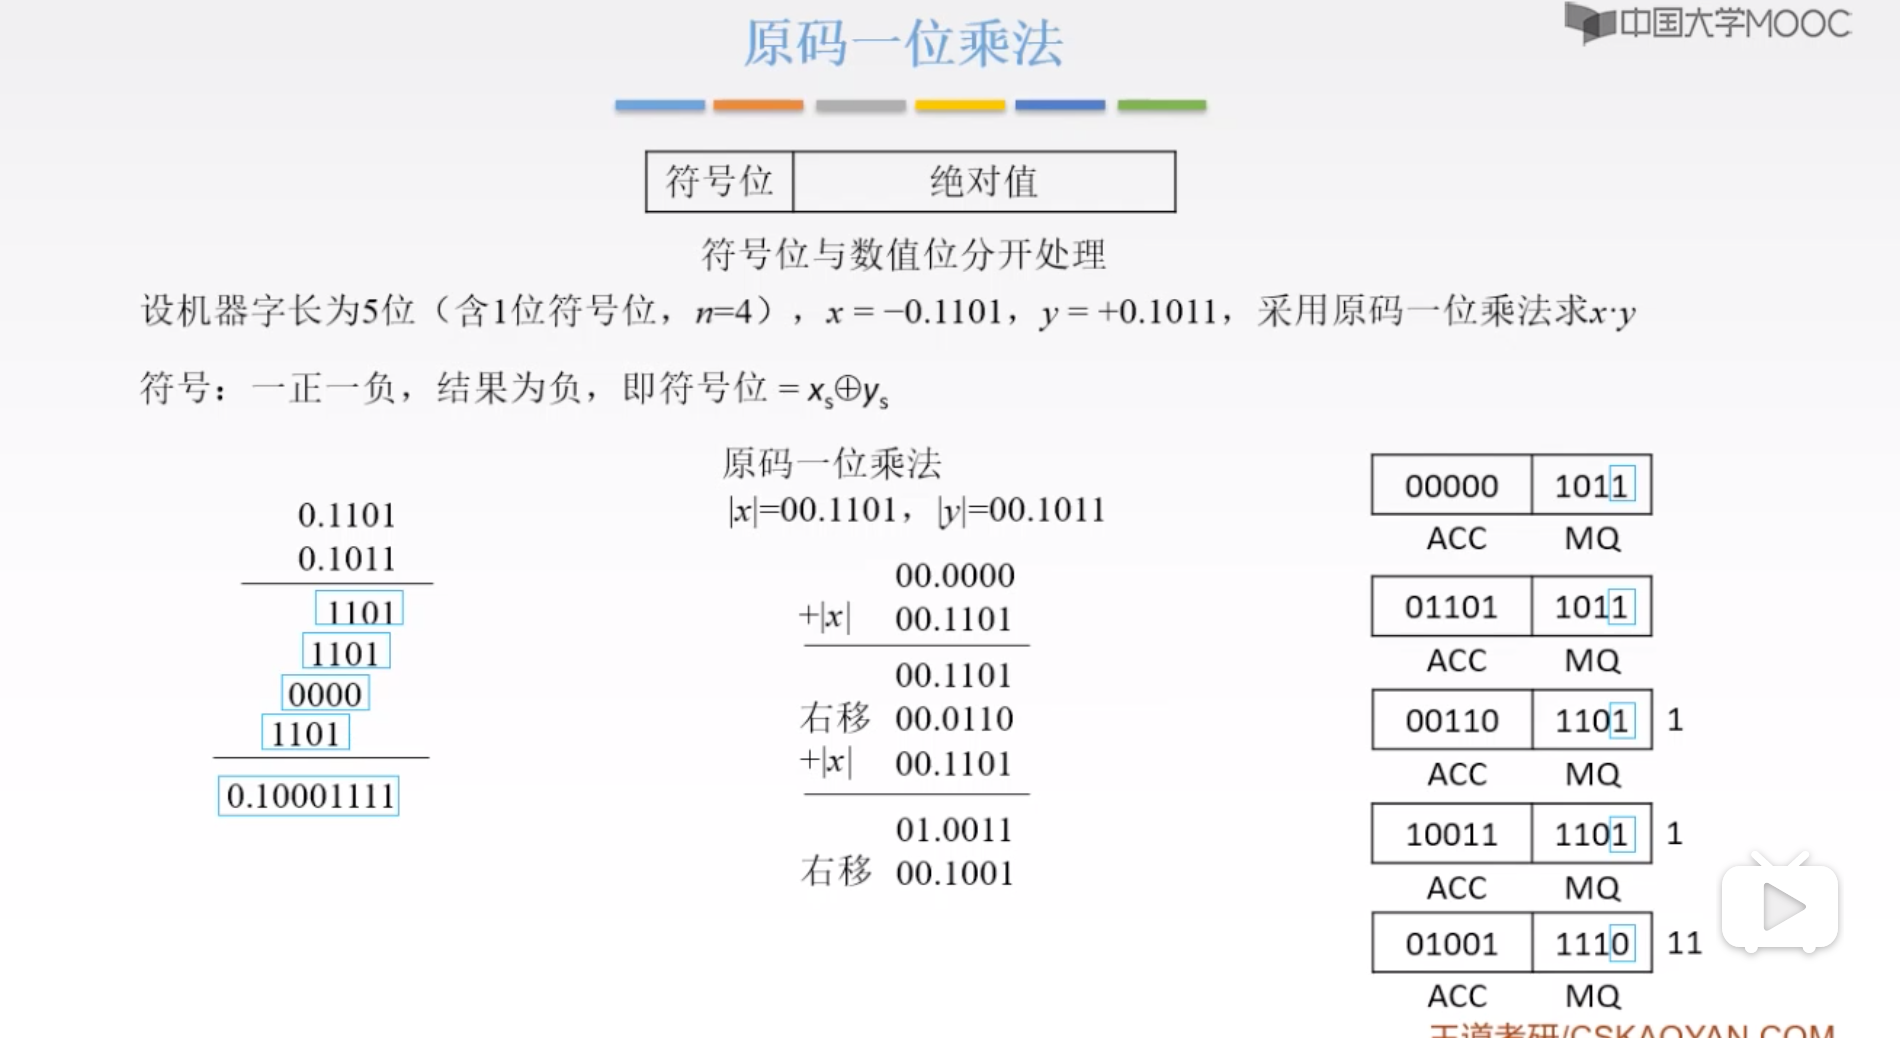 中国大学MOOC
原码一位乘法
符号位 绝对值
符号位与数值位分开处理
设机器字长为5位（含1位符号位，n=4），x = −0.1101，y = +0.1011，采用原码一位乘法求x·y
符号：一正一负，结果为负，即符号位 = xs⊕ys
0.1101
0.1011
1101
1101
0000
1101
0.10001111
原码一位乘法
|x|=00.1101，|y|=00.1011
00.0000
+|x| 00.1101
00.1101
右移 00.0110
+|x| 00.1101
01.0011
右移 00.1001
00000 1011
ACC MQ
01101 1011
ACC MQ
00110 1101 1
ACC MQ
10011 1101 1
ACC MQ
01001 1110 11
ACC MQ
王道考研/CSKAOYAN.COM